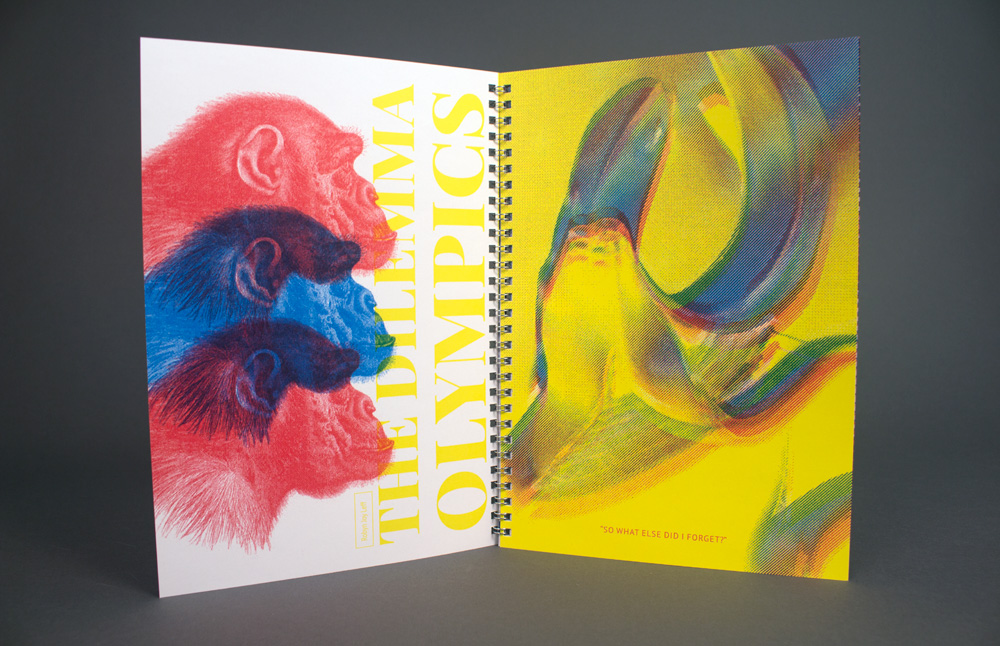 THE DILEMMA
OLYMPICS
"SO WHAT ELSE DID I FORGET?"